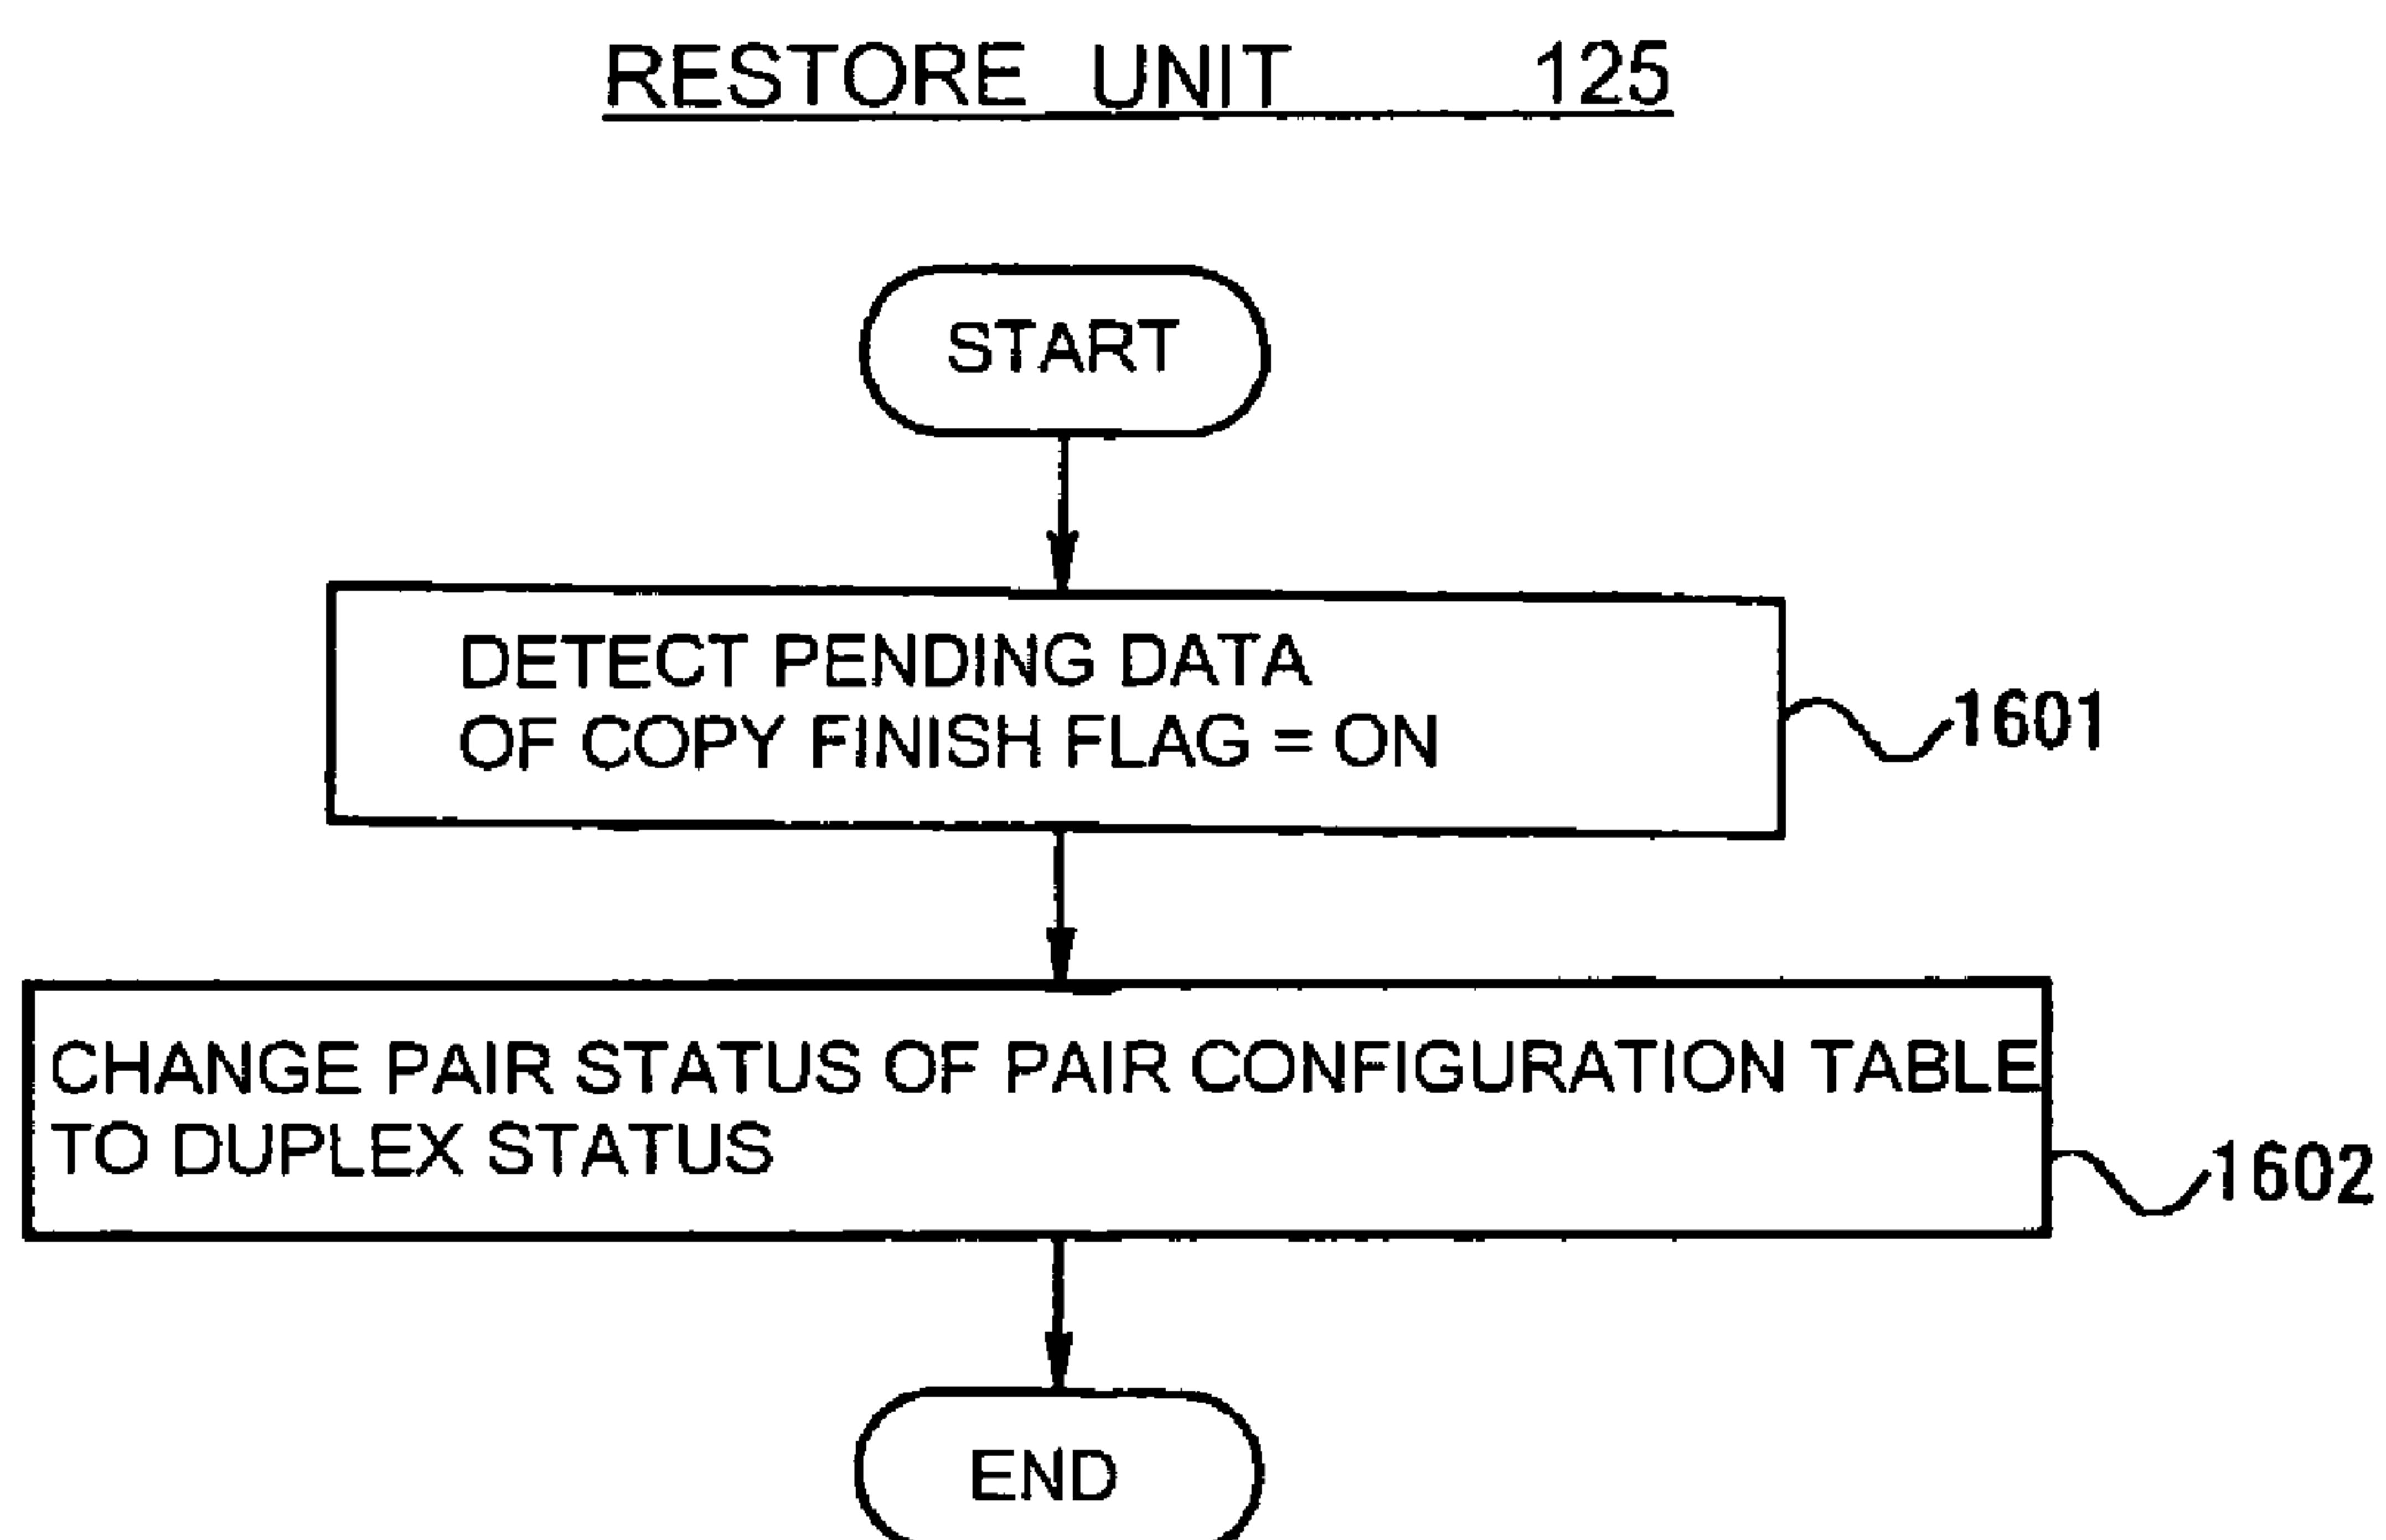 RESTORE UNIT 125
START
DETECT PENDING DATA
OF COPY FINISH FLAG = ON
1601
CHANGE PAIR STATUS OF PAIR CONFIGURATION TABLE
TO DUPLEX STATUS
1602
END